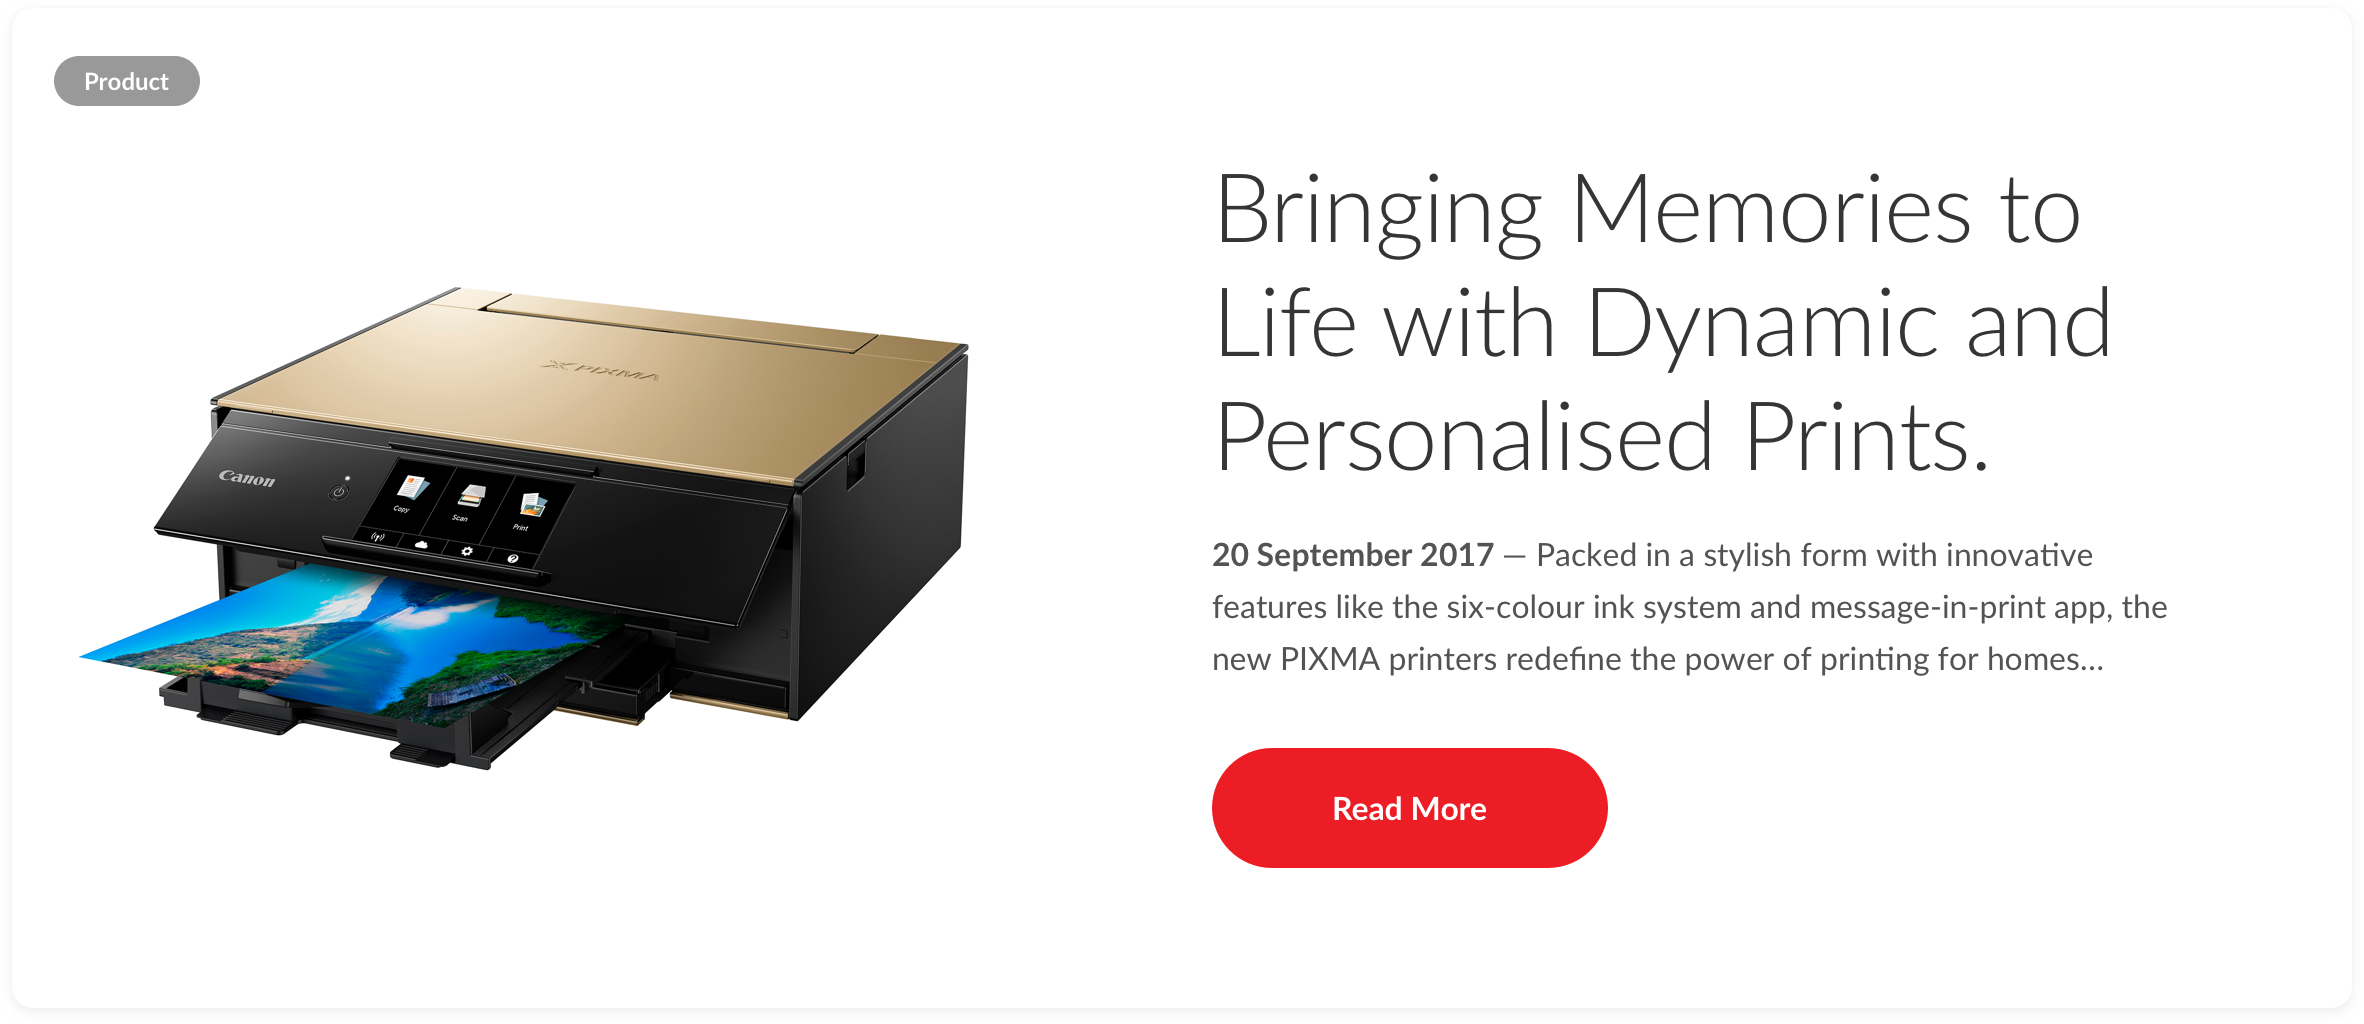 Product
Bringing Memories to
Life with Dynamic and
Personalised Prints.
20 September 2017 — Packed in a stylish form with innovative
features like the six-colour ink system and message-in-print app, the
new PIXMA printers redefine the power of printing for homes...
Read More
PIXMA
Canon
Copy
Scan
Print